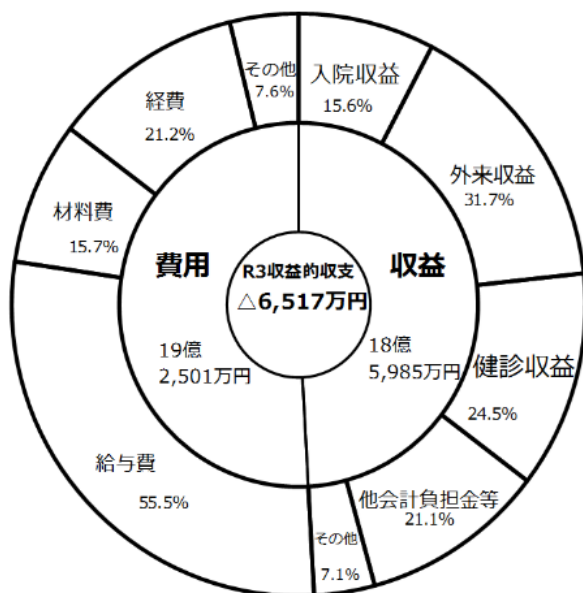 その他
7.6%
入院収益
15.6%
経費
21.2%
外来収益
31.7%
材料費
15.7%
費用
R3収益的収支
△6,517万円
収益
19億
2,501万円
18億
5,985万円
健診収益
24.5%
給与費
55.5%
他会計負担金等
21.1%
その他
7.1%